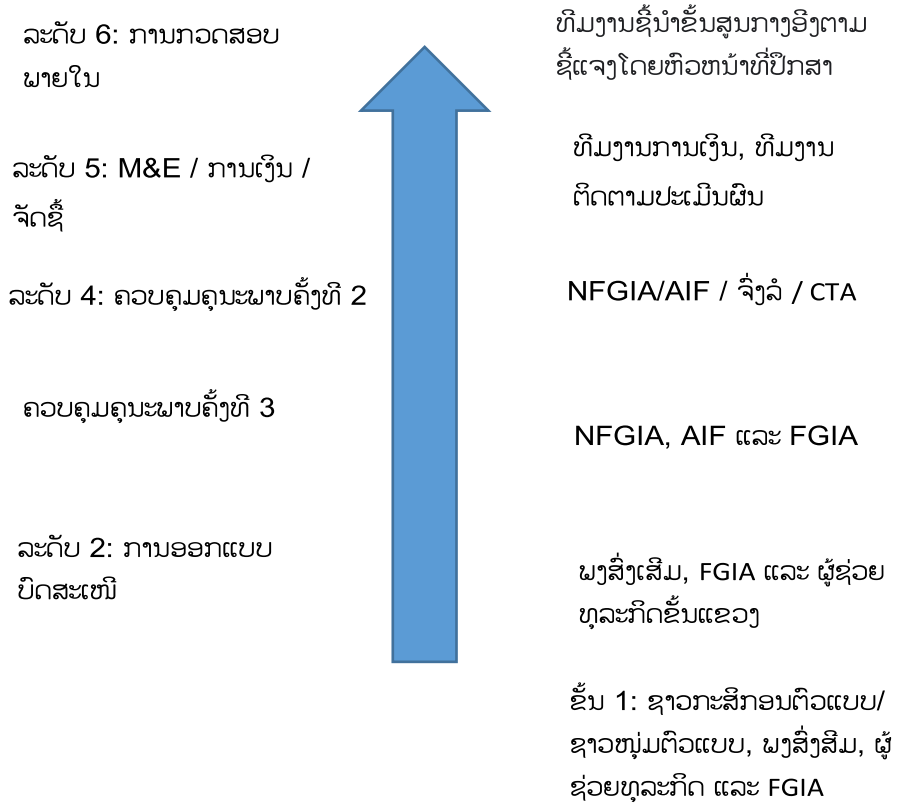 ລະດັບ 6: ການກວດສອບ
ພາຍໃນ
ທີມງານຊີ້ນຳຂັ້ນສູນກາງອີງຕາມ
ຊີ້ແຈງໂດຍຫົວຫນ້າທີ່ປຶກສາ
ລະດັບ 5: M&E / ການເງິນ /
ຈັດຊື້
ທີມງານການເງິນ, ທີມງານ
ຕິດຕາມປະເມີນຜົນ
ລະດັບ 4: ຄວບຄຸມຄຸນະພາບຄັ້ງທີ 2
NFGIA/AIF / ຈົ່ງລໍ / CTA
ຄວບຄຸມຄຸນະພາບຄັ້ງທີ 3
NFGIA, AIF ແລະ FGIA
ລະດັບ 2: ການອອກແບບ
ບົດສະເໜີ
ພງສົ່ງເສີມ, FGIA ແລະ ຜູ້ຊ່ວຍ
ທຸລະກິດຂັ້ນແຂວງ
ຂັ້ນ 1: ຊາວກະສິກອນຕົວແບບ/
ຊາວໜຸ່ມຕົວແບບ, ພງສົ່ງສີມ, ຜູ້
ຊ່ວຍທຸລະກິດ ແລະ FGIA